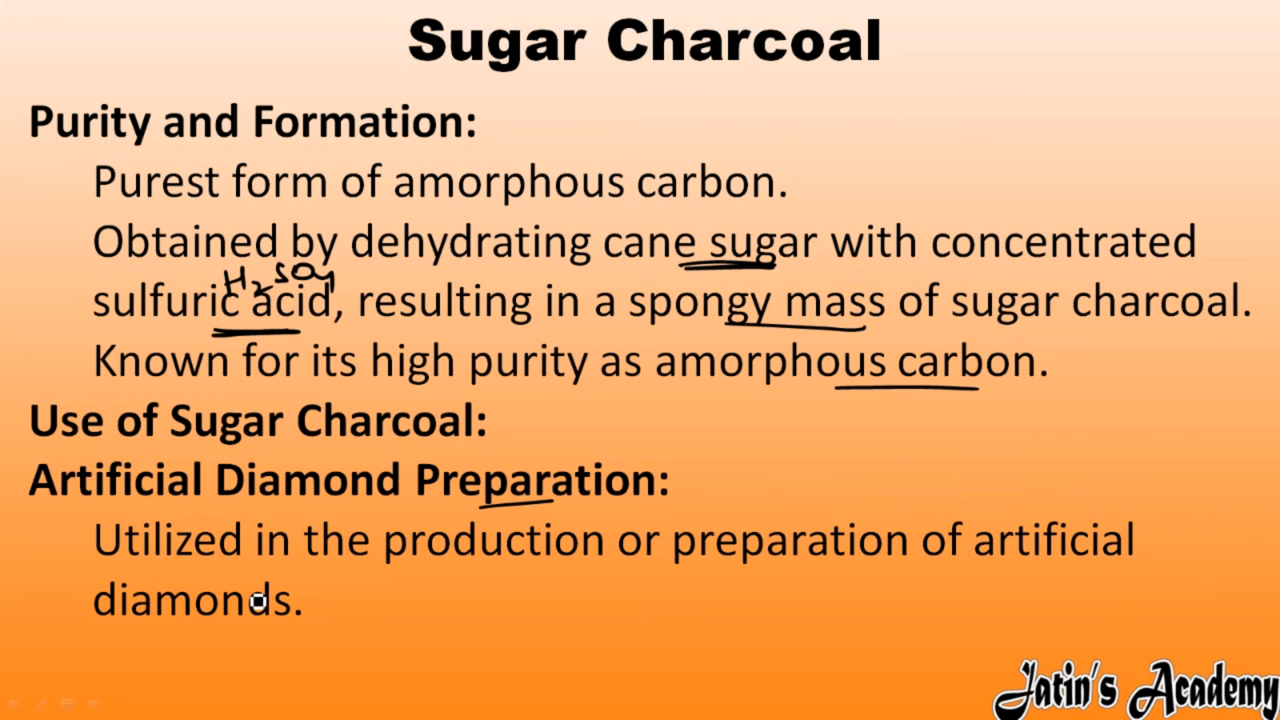 Sugar Charcoal
Purity and Formation:
Purest form of amorphous carbon.
Obtained by dehydrating cane sugar with concentrated
H2SO4
sulfuric acid, resulting in a spongy mass of sugar charcoal.
Known for its high purity as amorphous carbon.
Use of Sugar Charcoal:
Artificial Diamond Preparation:
Utilized in the production or preparation of artificial
diamonds.
Jatin's Academy